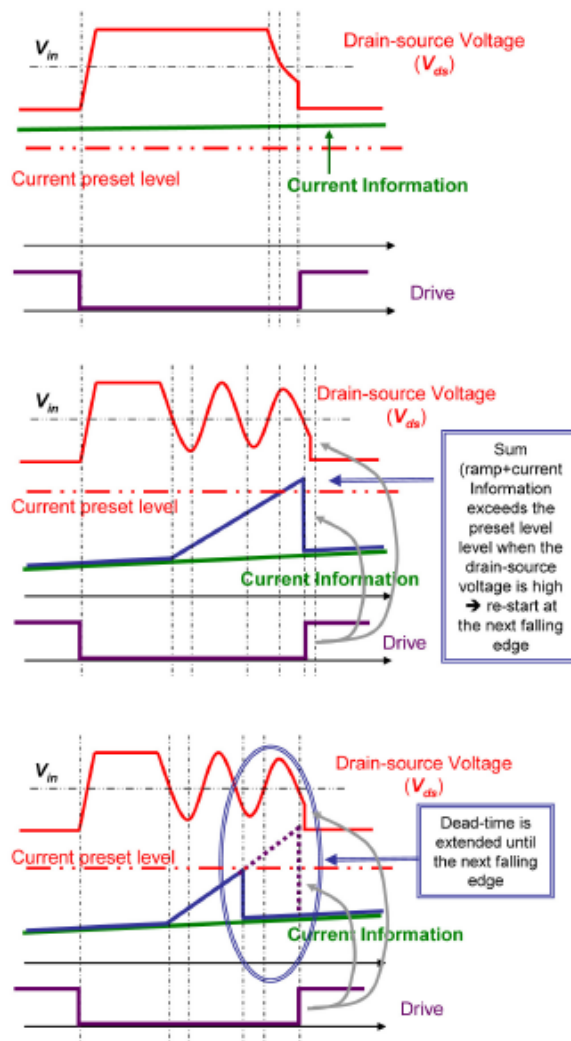 Vin
Drain-source Voltage
(Vds)
Current preset level
Current Information
Drive
Vin
Drain-source Voltage
(Vds)
Current preset level
Current Information
Drive
Sum
(ramp+current
Information
exceeds the
preset level
level when the
drain-source
voltage is high
➔ re-start at
the next falling
edge
Vin
Drain-source Voltage
(Vds)
Current preset level
Current Information
Drive
Dead-time is
extended until
the next falling
edge